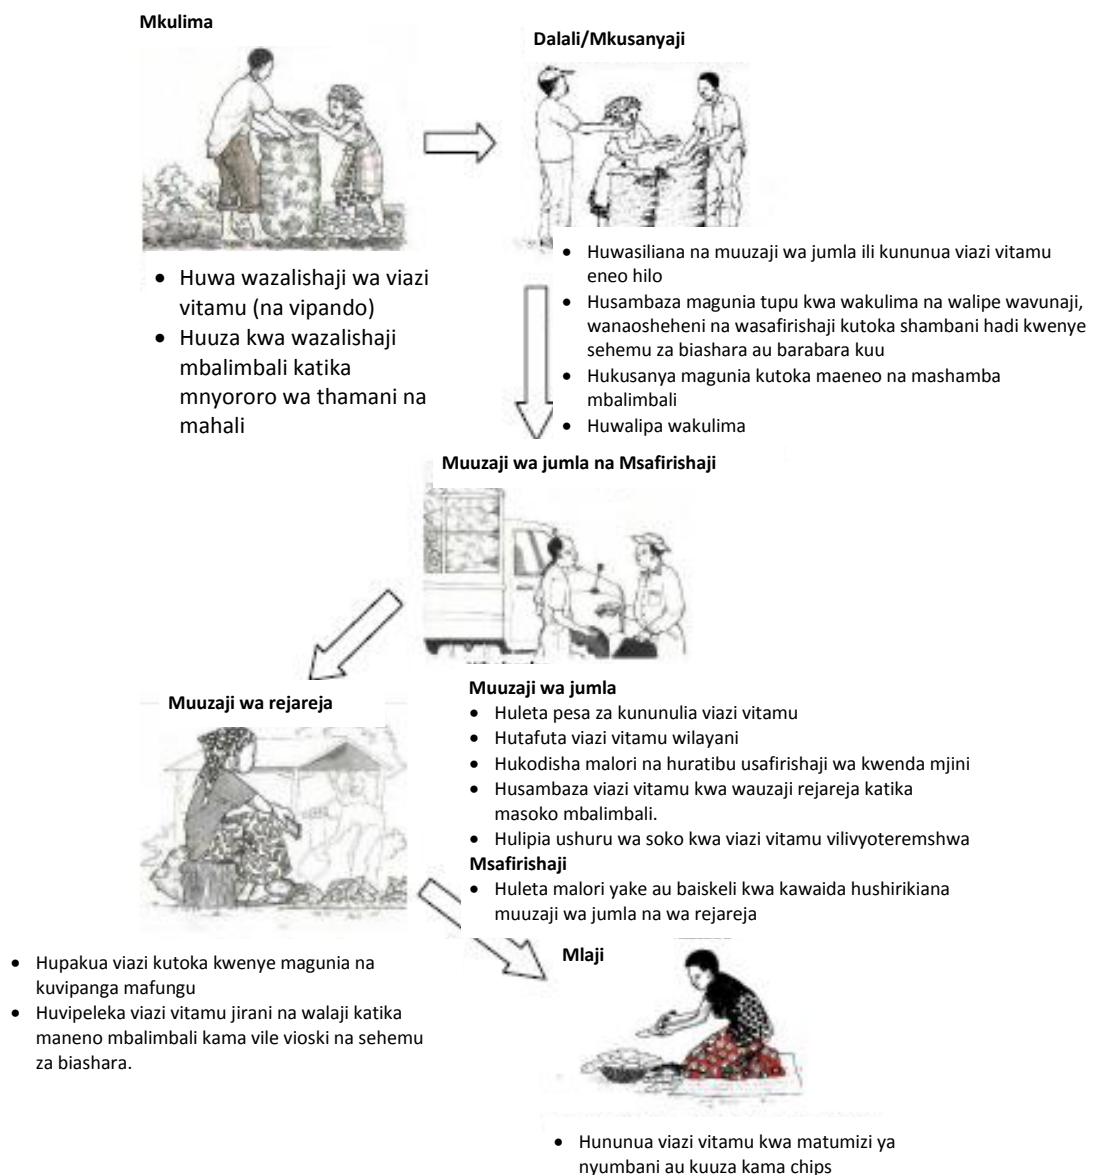 Mkulima
Dalali/Mkusanyaji
• Huwa wazalishaji wa viazi
vitamu (na vipando)
• Huuza kwa wazalishaji
mbalimbali katika
mnyororo wa thamani na
mahali
• Huwasiliana na muuzaji wa jumla ili kununua viazi vitamu
eneo hilo
• Husambaza magunia tupu kwa wakulima na walipe wavunaji,
wanaosheheni na wasafirishaji kutoka shambani hadi kwenye
sehemu za biashara au barabara kuu
• Hukusanya magunia kutoka maeneo na mashamba
mbalimbali
• Huwalipa wakulima
Muuzaji wa jumla na Msafirishaji
Muuzaji wa jumla
• Huleta pesa za kununulia viazi vitamu
• Hutafuta viazi vitamu wilayani
• Hukodisha malori na huratibu usafirishaji wa kwenda mjini
• Husambaza viazi vitamu kwa wauzaji rejareja katika
masoko mbalimbali.
• Hulipia ushuru wa soko kwa viazi vitamu vilivyoteremshwa
Msafirishaji
• Huleta malori yake au baiskeli kwa kawaida hushirikiana
muuzaji wa jumla na wa rejareja
Muuzaji wa rejareja
• Hupakua viazi kutoka kwenye magunia na
kuvipanga mafungu
• Huvipeleka viazi vitamu jirani na walaji katika
maneno mbalimbali kama vile vioski na sehemu
za biashara.
Mlaji
• Hununua viazi vitamu kwa matumizi ya
nyumbani au kuuza kama chips